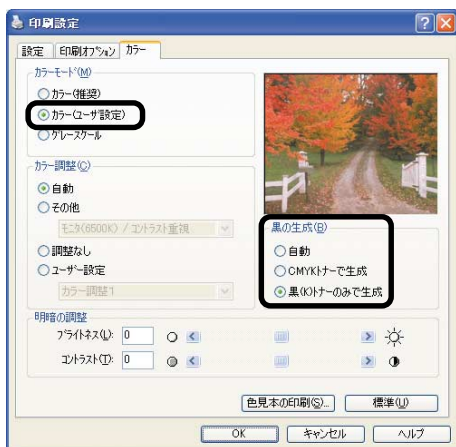 印刷設定
設定 印刷オプション カラー
カラーモード(M)
カラー(推奨)
カラー(ユーザ設定)
グレースケール
カラー調整(C)
自動
その他
モニタ(6500K) / コントラスト重視
調整なし
ユーザー設定
カラー調整1
黒の生成(B)
自動
CMYKトナーで生成
黒(K)トナーのみで生成
明暗の調整
ブライトネス(L): 0
コントラスト(T): 0
色見本の印刷(S)... 標準(U)
OK キャンセル ヘルプ